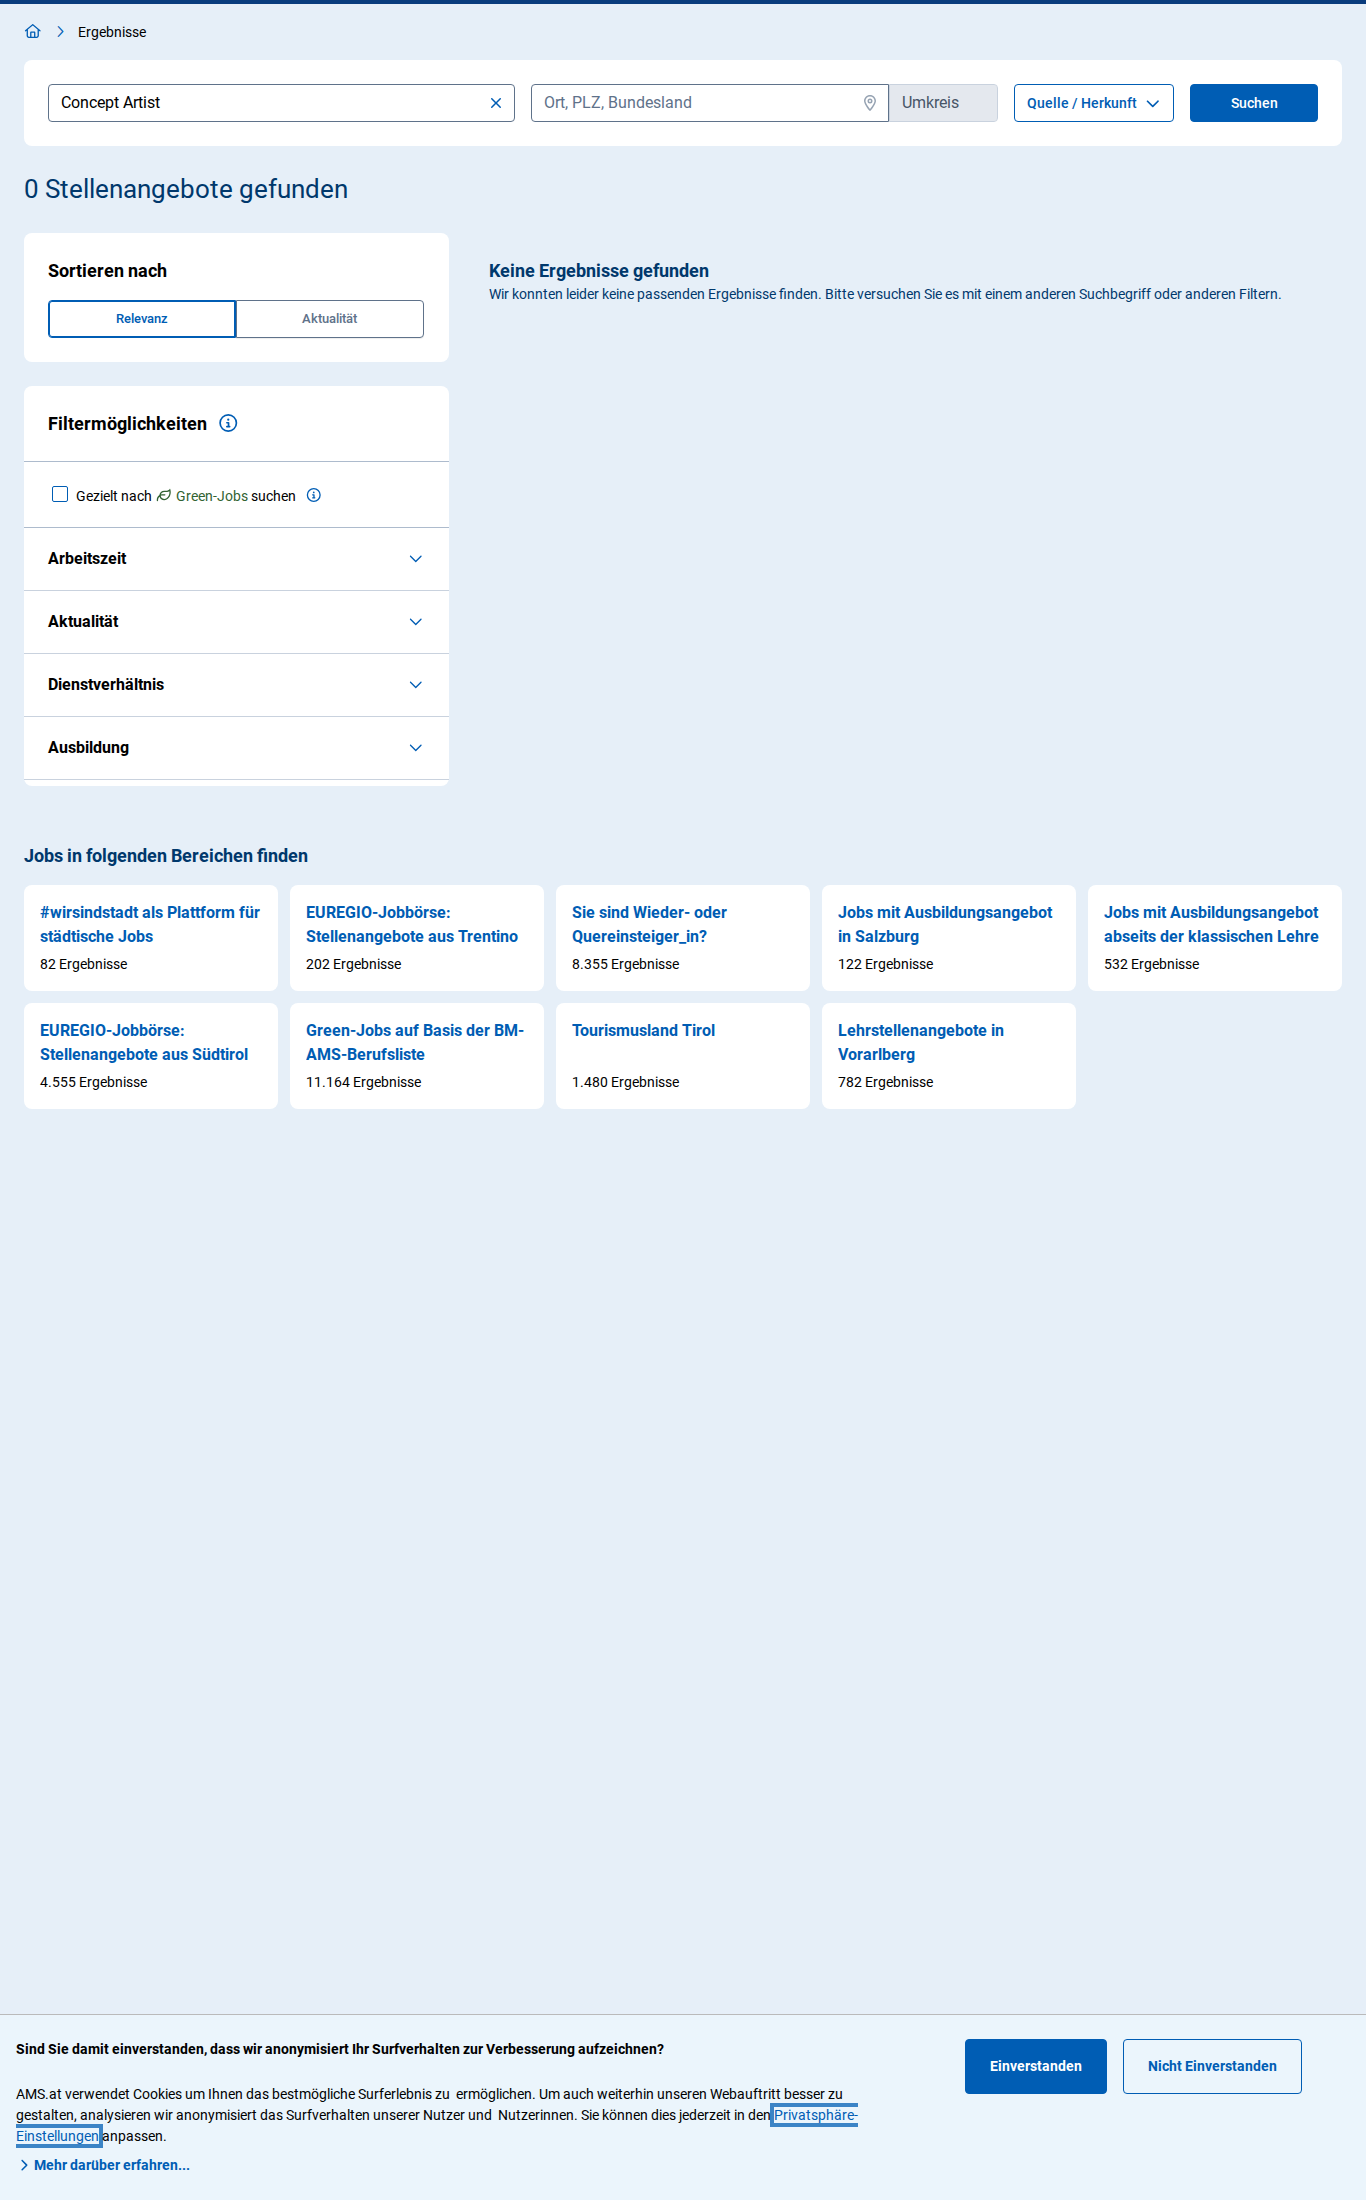 Ergebnisse
Concept Artist
Ort, PLZ, Bundesland
Umkreis
Quelle / Herkunft
Suchen
0 Stellenangebote gefunden
Sortieren nach
Relevanz
Aktualität
Keine Ergebnisse gefunden
Wir konnten leider keine passenden Ergebnisse finden. Bitte versuchen Sie es mit einem anderen Suchbegriff oder anderen Filtern.
Filtermöglichkeiten
Gezielt nach Green-Jobs suchen
Arbeitszeit
Aktualität
Dienstverhältnis
Ausbildung
Jobs in folgenden Bereichen finden
#wirsindstadt als Plattform für
städtische Jobs
82 Ergebnisse
EUREGIO-Jobbörse:
Stellenangebote aus Trentino
202 Ergebnisse
Sie sind Wieder- oder
Quereinsteiger_in?
8.355 Ergebnisse
Jobs mit Ausbildungsangebot
in Salzburg
122 Ergebnisse
Jobs mit Ausbildungsangebot
abseits der klassischen Lehre
532 Ergebnisse
EUREGIO-Jobbörse:
Stellenangebote aus Südtirol
4.555 Ergebnisse
Green-Jobs auf Basis der BM-
AMS-Berufsliste
11.164 Ergebnisse
Tourismusland Tirol
1.480 Ergebnisse
Lehrstellenangebote in
Vorarlberg
782 Ergebnisse
Sind Sie damit einverstanden, dass wir anonymisiert Ihr Surfverhalten zur Verbesserung aufzeichnen?
AMS.at verwendet Cookies um Ihnen das bestmögliche Surferlebnis zu ermöglichen. Um auch weiterhin unseren Webauftritt besser zu
gestalten, analysieren wir anonymisiert das Surfverhalten unserer Nutzer und Nutzerinnen. Sie können dies jederzeit in den Privatsphäre-
Einstellungen anpassen.
Mehr darüber erfahren...
Einverstanden
Nicht Einverstanden